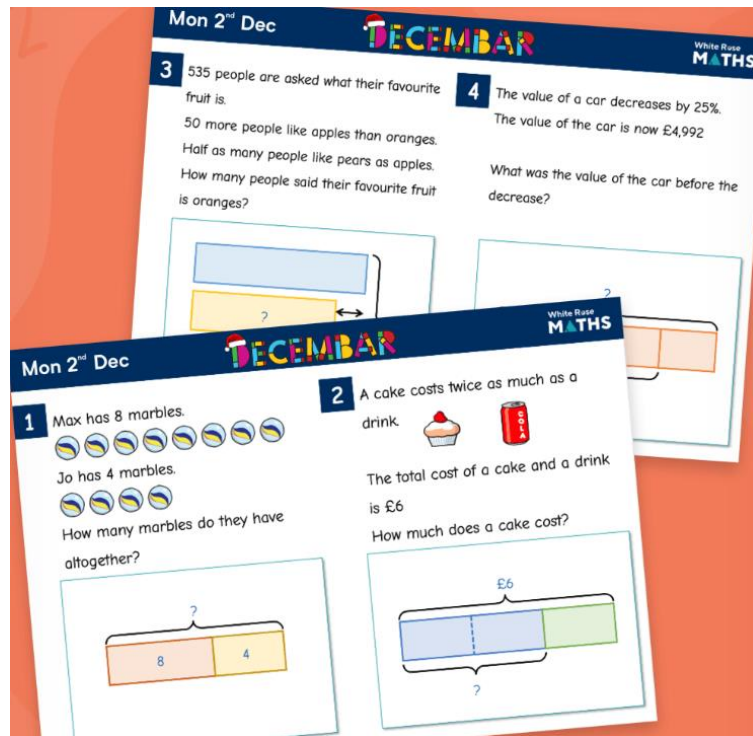 Mon 2nd Dec
DECEMBAR
White Rose
MATHS
3
535 people are asked what their favourite
fruit is.
50 more people like apples than oranges.
Half as many people like pears as apples.
How many people said their favourite fruit
is oranges?
?
4
The value of a car decreases by 25%.
The value of the car is now £4,992
What was the value of the car before the
decrease?
?
Mon 2nd Dec
DECEMBAR
White Rose
MATHS
1
Max has 8 marbles.
Jo has 4 marbles.
How many marbles do they have
altogether?
?
8
4
2
A cake costs twice as much as a
drink.
COLA
The total cost of a cake and a drink
is £6
How much does a cake cost?
£6
?